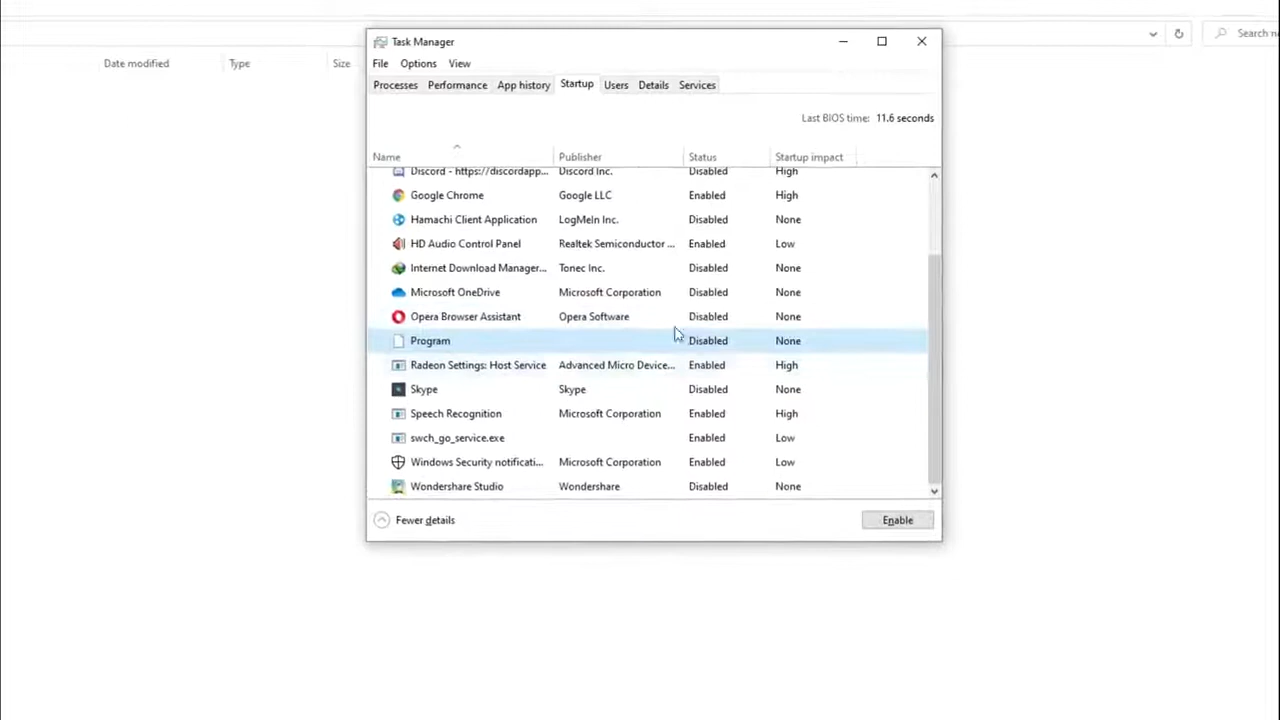 Search n
Date modified Type Size
Task Manager
File Options View
Processes Performance App history Startup Users Details Services
Last BIOS time: 11.6 seconds
Name Publisher Status Startup impact
Discord - https://discordapp... Discord Inc. Disabled High
Google Chrome Google LLC Enabled High
Hamachi Client Application LogMeIn Inc. Disabled None
HD Audio Control Panel Realtek Semiconductor ... Enabled Low
Internet Download Manager... Tonec Inc. Disabled None
Microsoft OneDrive Microsoft Corporation Disabled None
Opera Browser Assistant Opera Software Disabled None
Program Disabled None
Radeon Settings: Host Service Advanced Micro Device... Enabled High
Skype Skype Disabled None
Speech Recognition Microsoft Corporation Enabled High
swch_go_service.exe Enabled Low
Windows Security notificati... Microsoft Corporation Enabled Low
Wondershare Studio Wondershare Disabled None
Fewer details Enable